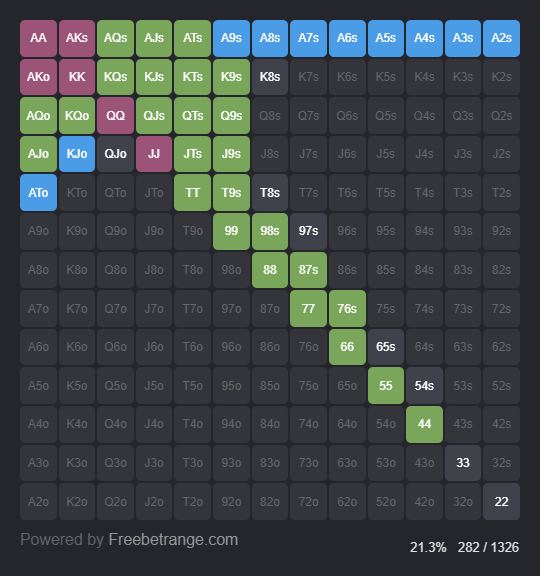 AA AKs AQs AJs ATs A9s A8s A7s A6s A5s A4s A3s A2s
AKo KK KQs KJs KTs K9s K8s K7s K6s K5s K4s K3s K2s
AQo KQo QQ QJs QTs Q9s Q8s Q7s Q6s Q5s Q4s Q3s Q2s
AJo KJo QJo JJ JTs J9s J8s J7s J6s J5s J4s J3s J2s
ATo KTo QTo JTo TT T9s T8s T7s T6s T5s T4s T3s T2s
A9o K9o Q9o J9o T9o 99 98s 97s 96s 95s 94s 93s 92s
A8o K8o Q8o J8o T8o 98o 88 87s 86s 85s 84s 83s 82s
A7o K7o Q7o J7o T7o 97o 87o 77 76s 75s 74s 73s 72s
A6o K6o Q6o J6o T6o 96o 86o 76o 66 65s 64s 63s 62s
A5o K5o Q5o J5o T5o 95o 85o 75o 65o 55 54s 53s 52s
A4o K4o Q4o J4o T4o 94o 84o 74o 64o 54o 44 43s 42s
A3o K3o Q3o J3o T3o 93o 83o 73o 63o 53o 43o 33 32s
A2o K2o Q2o J2o T2o 92o 82o 72o 62o 52o 42o 32o 22
Powered by Freebetrange.com
21.3% 282 / 1326